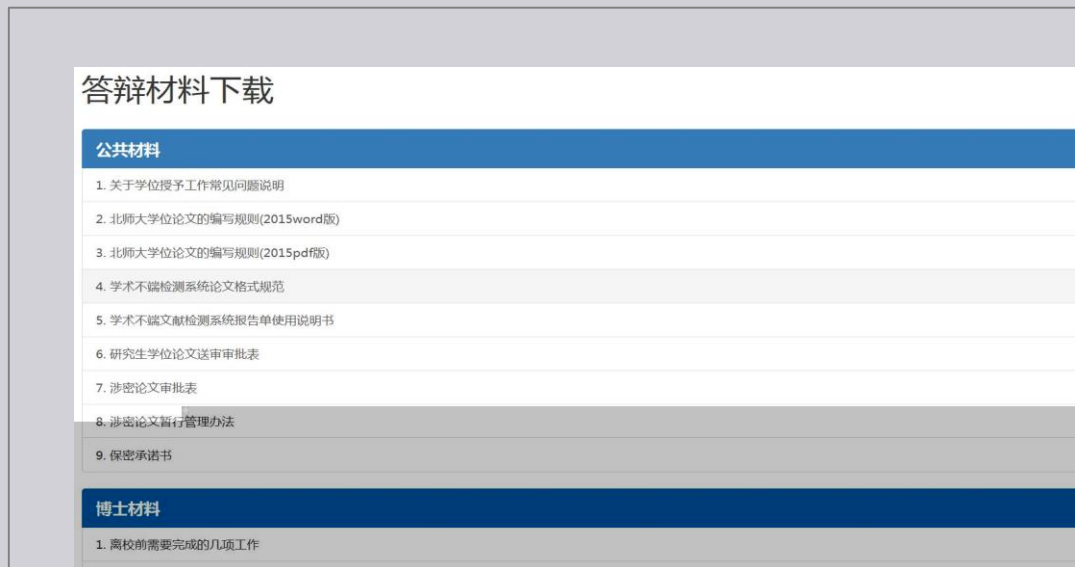 答辩材料下载
公共材料
1. 关于学位授予工作常见问题说明
2. 北师大学位论文的编写规则(2015word版)
3. 北师大学位论文的编写规则(2015pdf版)
4. 学术不端检测系统论文格式规范
5. 学术不端文献检测系统报告单使用说明书
6. 研究生学位论文送审审批表
7. 涉密论文审批表
8. 涉密论文暂行管理办法
9. 保密承诺书
博士材料
1. 离校前需要完成的几项工作